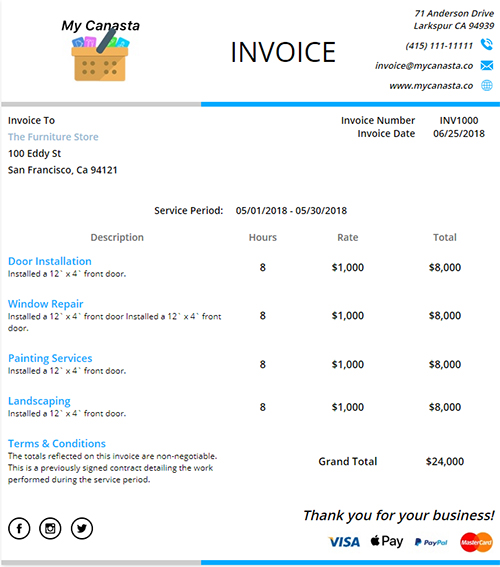 My Canasta
INVOICE
71 Anderson Drive
Larkspur CA 94939
(415) 111-11111
invoice@mycanasta.co
www.mycanasta.co
Invoice To
The Furniture Store
100 Eddy St
San Francisco, Ca 94121
Invoice Number INV1000
Invoice Date 06/25/2018
Service Period: 05/01/2018 - 05/30/2018
Description Hours Rate Total
Door Installation 8 $1,000 $8,000
Installed a 12` x 4` front door.
Window Repair 8 $1,000 $8,000
Installed a 12` x 4` front door Installed a 12` x 4` front
door.
Painting Services 8 $1,000 $8,000
Installed a 12` x 4` front door.
Landscaping 8 $1,000 $8,000
Installed a 12` x 4` front door.
Terms & Conditions
The totals reflected on this invoice are non-negotiable.
This is a previously signed contract detailing the work
performed during the service period.
Grand Total $24,000
Thank you for your business!
VISA Pay PayPal MasterCard